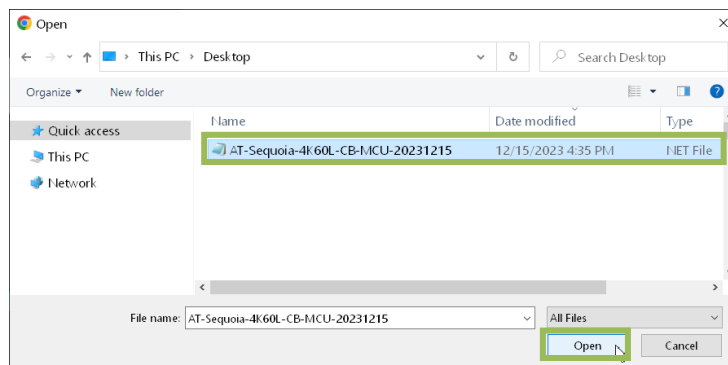 Open
This PC > Desktop
Search Desktop
Organize
New folder
Name
Date modified
Type
Quick access
This PC
Network
AT-Sequoia-4K60L-CB-MCU-20231215
12/15/2023 4:35 PM
NET File
File name:
AT-Sequoia-4K60L-CB-MCU-20231215
All Files
Open
Cancel